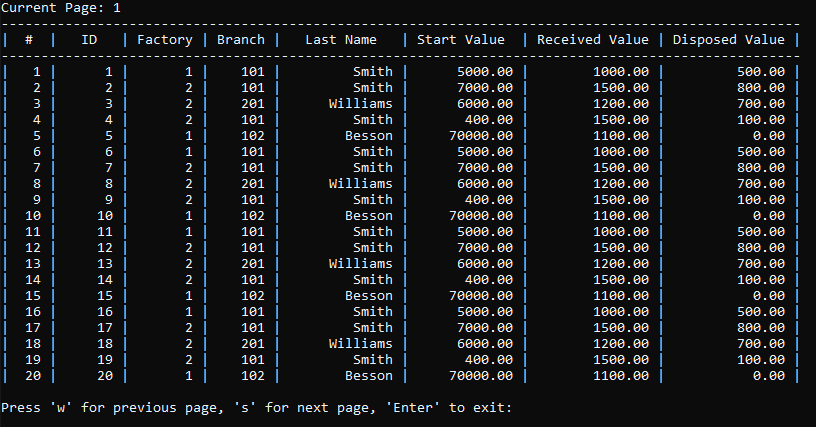 Current Page: 1
----------------------------------------------------------------------------------------------------
|  # |     ID | Factory | Branch |   Last Name   | Start Value | Received Value | Disposed Value |
----------------------------------------------------------------------------------------------------
|  1 |      1 |       1 |    101 |         Smith |     5000.00 |        1000.00 |         500.00 |
|  2 |      2 |       2 |    101 |         Smith |     7000.00 |        1500.00 |         800.00 |
|  3 |      3 |       2 |    201 |      Williams |     6000.00 |        1200.00 |         700.00 |
|  4 |      4 |       2 |    101 |         Smith |      400.00 |        1500.00 |         100.00 |
|  5 |      5 |       1 |    102 |        Besson |    70000.00 |        1100.00 |           0.00 |
|  6 |      6 |       1 |    101 |         Smith |     5000.00 |        1000.00 |         500.00 |
|  7 |      7 |       2 |    101 |         Smith |     7000.00 |        1500.00 |         800.00 |
|  8 |      8 |       2 |    201 |      Williams |     6000.00 |        1200.00 |         700.00 |
|  9 |      9 |       2 |    101 |         Smith |      400.00 |        1500.00 |         100.00 |
| 10 |     10 |       1 |    102 |        Besson |    70000.00 |        1100.00 |           0.00 |
| 11 |     11 |       1 |    101 |         Smith |     5000.00 |        1000.00 |         500.00 |
| 12 |     12 |       2 |    101 |         Smith |     7000.00 |        1500.00 |         800.00 |
| 13 |     13 |       2 |    201 |      Williams |     6000.00 |        1200.00 |         700.00 |
| 14 |     14 |       2 |    101 |         Smith |      400.00 |        1500.00 |         100.00 |
| 15 |     15 |       1 |    102 |        Besson |    70000.00 |        1100.00 |           0.00 |
| 16 |     16 |       1 |    101 |         Smith |     5000.00 |        1000.00 |         500.00 |
| 17 |     17 |       2 |    101 |         Smith |     7000.00 |        1500.00 |         800.00 |
| 18 |     18 |       2 |    201 |      Williams |     6000.00 |        1200.00 |         700.00 |
| 19 |     19 |       2 |    101 |         Smith |      400.00 |        1500.00 |         100.00 |
| 20 |     20 |       1 |    102 |        Besson |    70000.00 |        1100.00 |           0.00 |
Press 'w' for previous page, 's' for next page, 'Enter' to exit: